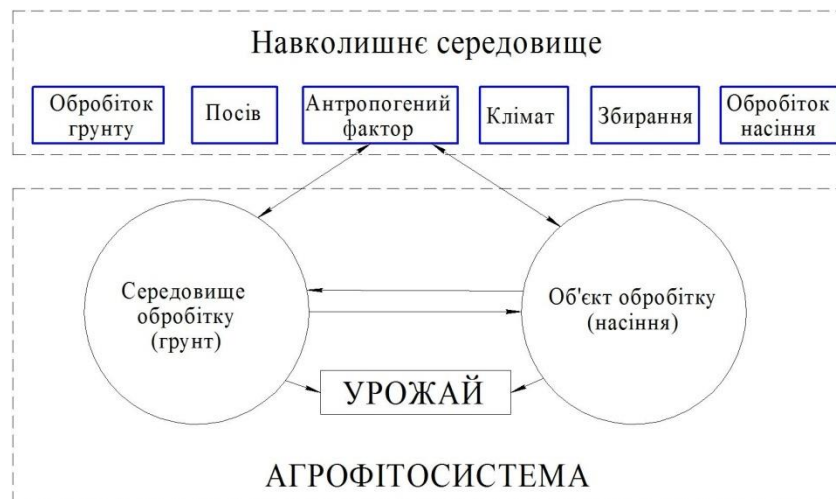 Навколишнє середовище
Обробіток
грунту
Посів
Антропогений
фактор
Клімат
Збирання
Обробіток
насіння
Середовище
обробітку
(грунт)
Об'єкт обробітку
(насіння)
УРОЖАЙ
АГРОФІТОСИСТЕМА